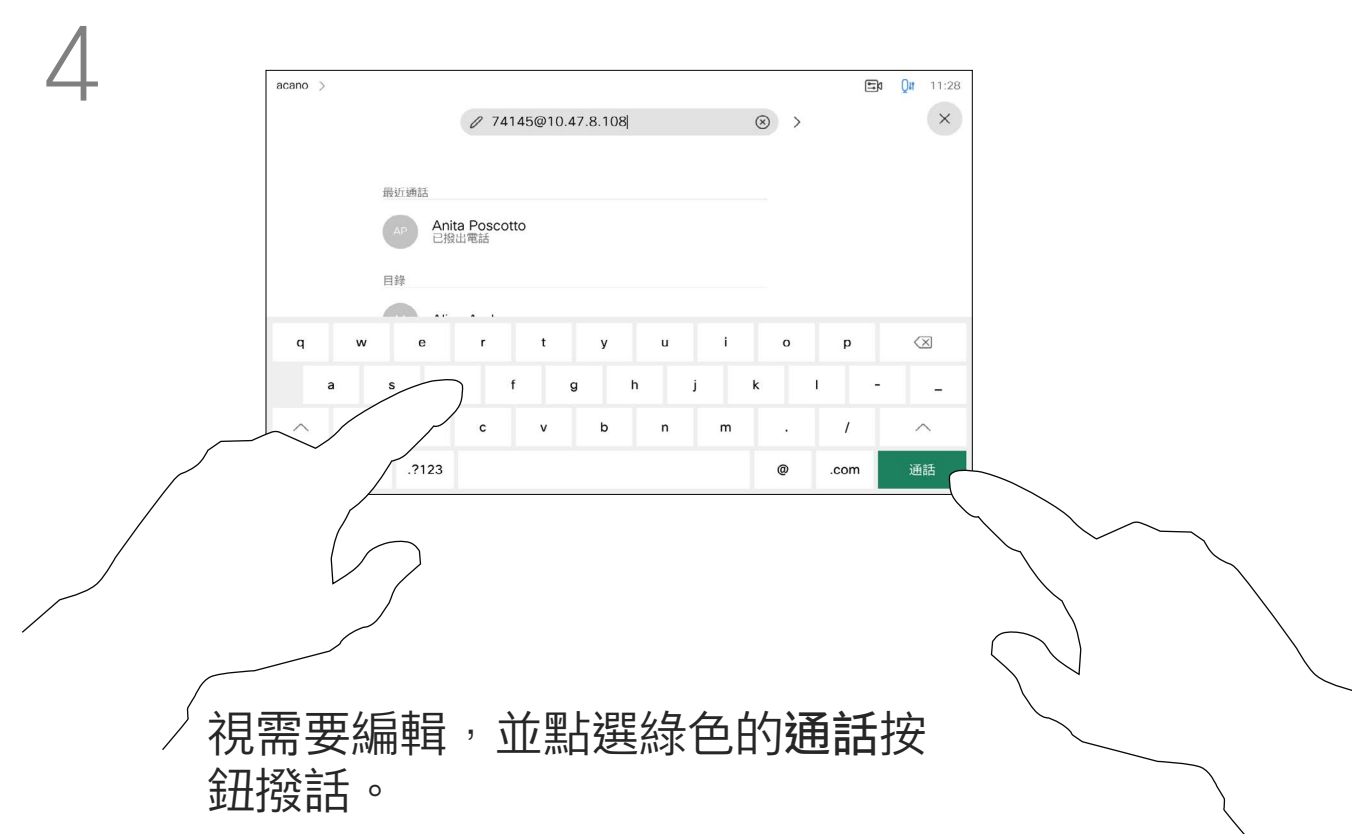 4
acano > 11:28
74145@10.47.8.108
最近通話
AP Anita Poscotto
已撥出電話
目錄
q w e r t y u i o p
a s f g h j k l - _
c v b n m . /
.?123 @ .com 通話
視需要編輯，並點選綠色的通話按
鈕撥話。